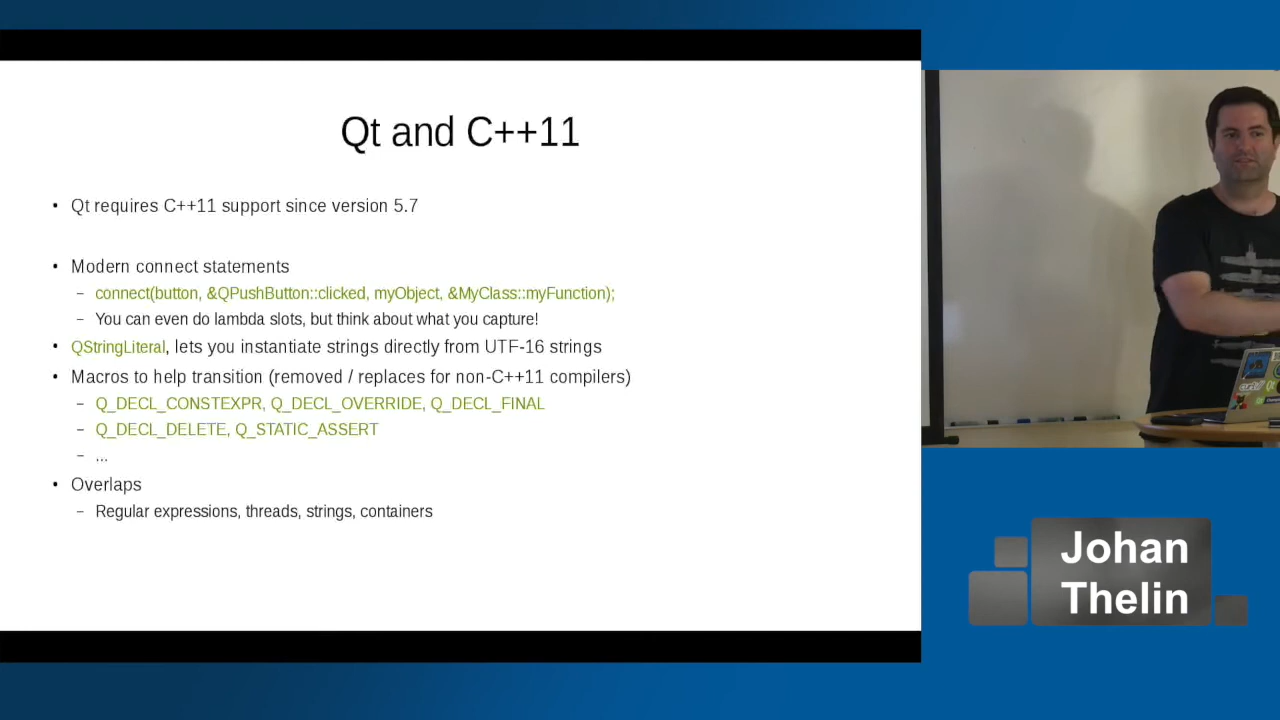 Qt and C++11
• Qt requires C++11 support since version 5.7
• Modern connect statements
– connect(button, &QPushButton::clicked, myObject, &MyClass::myFunction);
– You can even do lambda slots, but think about what you capture!
• QStringLiteral, lets you instantiate strings directly from UTF-16 strings
• Macros to help transition (removed / replaces for non-C++11 compilers)
– Q_DECL_CONSTEXPR, Q_DECL_OVERRIDE, Q_DECL_FINAL
– Q_DECL_DELETE, Q_STATIC_ASSERT
– ...
• Overlaps
– Regular expressions, threads, strings, containers
Johan
Thelin